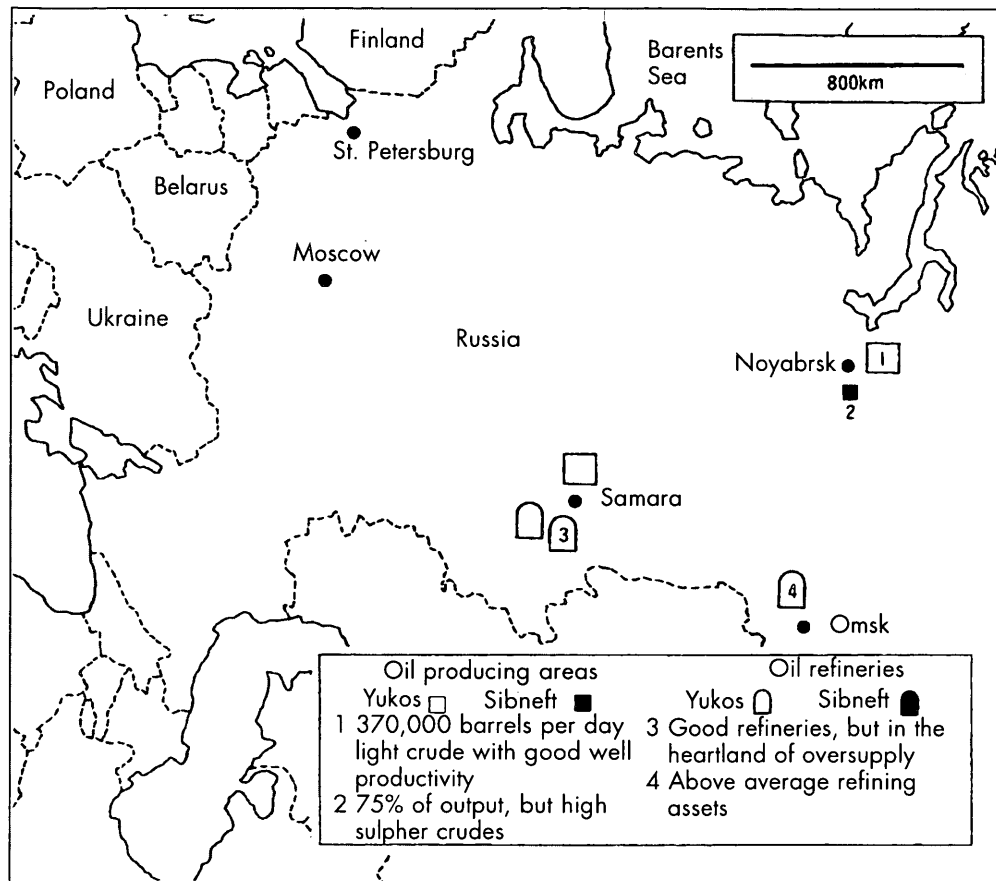 Finland
Barents
Sea
800km
Poland
St. Petersburg
Belarus
Moscow
Ukraine
Russia
Noyabrsk
1
2
Samara
3
4
Omsk
Oil producing areas
Yukos Sibneft
1 370,000 barrels per day
light crude with good well
productivity
2 75% of output, but high
sulpher crudes
Oil refineries
Yukos Sibneft
3 Good refineries, but in the
heartland of oversupply
4 Above average refining
assets